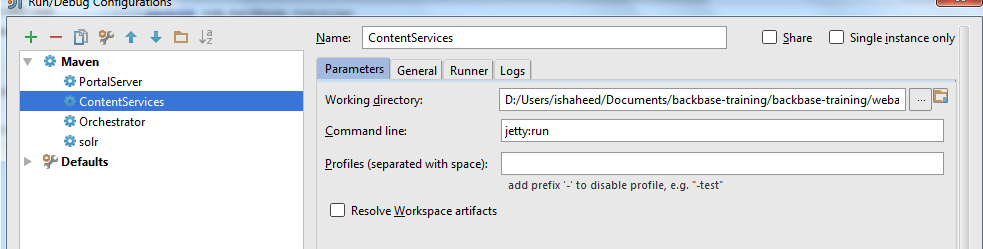 Run/Debug Configurations
Name: ContentServices Share Single instance only
Maven
PortalServer
ContentServices
Orchestrator
solr
Defaults
Parameters General Runner Logs
Working directory: D:/Users/ishaheed/Documents/backbase-training/backbase-training/weba ...
Command line: jetty:run
Profiles (separated with space):
add prefix '-' to disable profile, e.g. "-test"
Resolve Workspace artifacts